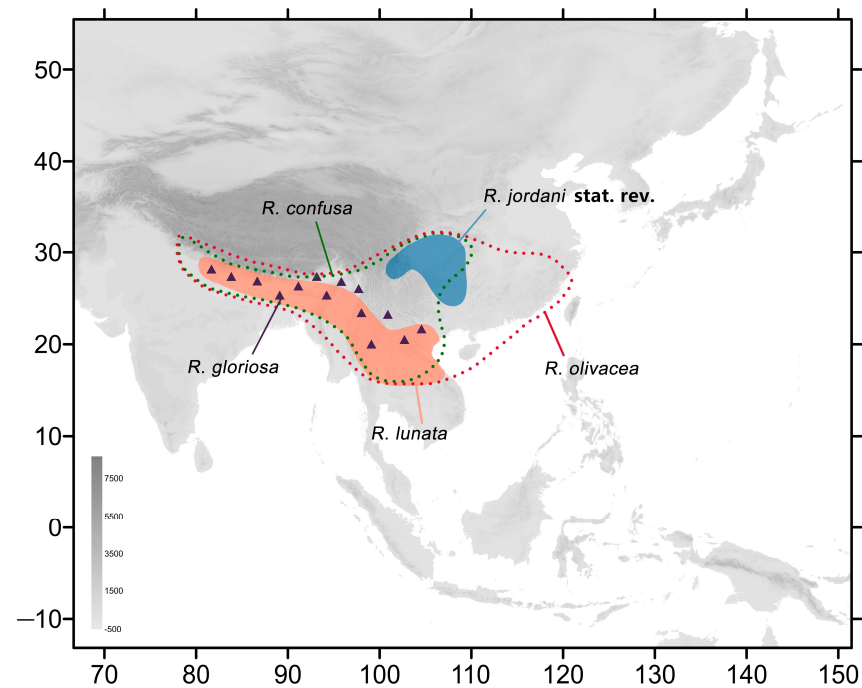 50
40
30
20
10
0
−10
70 80 90 100 110 120 130 140 150
R. confusa
R. jordani stat. rev.
R. gloriosa
R. olivacea
R. lunata
7500
5500
3500
1500
-500